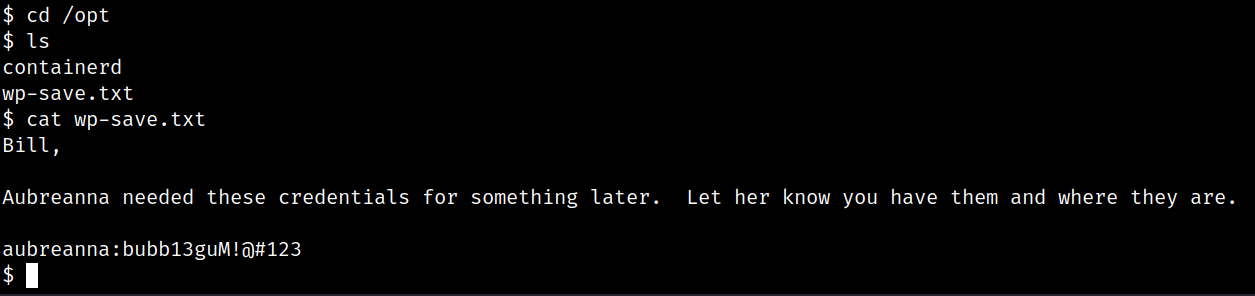 $ cd /opt
$ ls
containerd
wp-save.txt
$ cat wp-save.txt
Bill,
Aubreanna needed these credentials for something later.  Let her know you have them and where they are.
aubreanna:bubb13guM!@#123
$